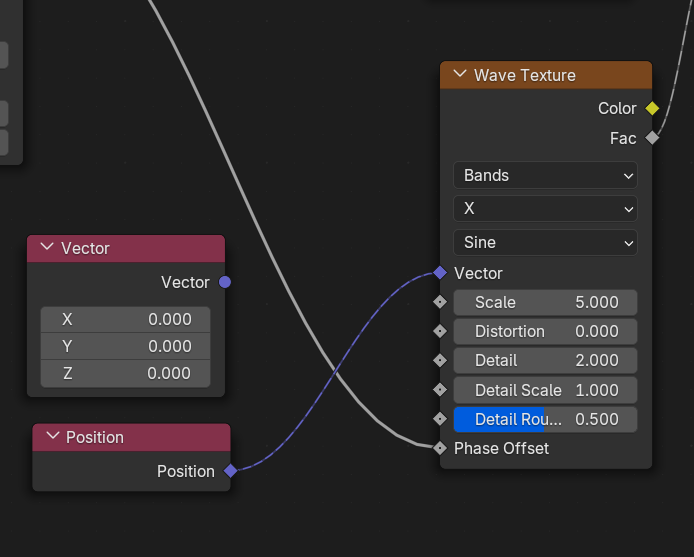 Wave Texture
Color
Fac
Bands
X
Sine
Vector
Scale 5.000
Distortion 0.000
Detail 2.000
Detail Scale 1.000
Detail Rou... 0.500
Phase Offset
Vector
Vector
X 0.000
Y 0.000
Z 0.000
Position
Position